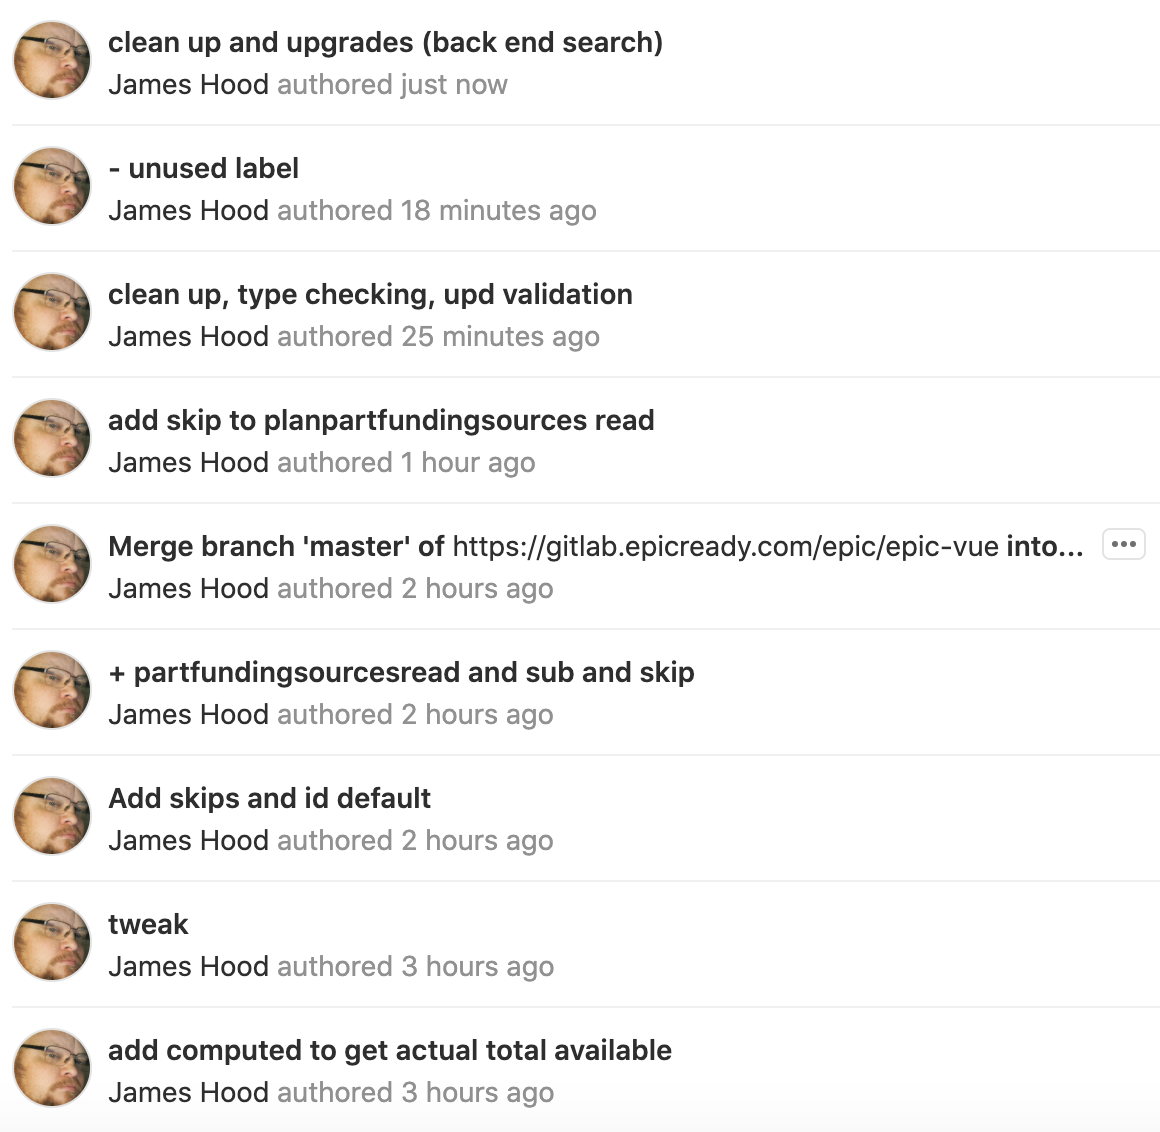 clean up and upgrades (back end search)
James Hood authored just now
- unused label
James Hood authored 18 minutes ago
clean up, type checking, upd validation
James Hood authored 25 minutes ago
add skip to planpartfundingsources read
James Hood authored 1 hour ago
Merge branch 'master' of https://gitlab.epicready.com/epic/epic-vue into...
James Hood authored 2 hours ago
+ partfundingsourcesread and sub and skip
James Hood authored 2 hours ago
Add skips and id default
James Hood authored 2 hours ago
tweak
James Hood authored 3 hours ago
add computed to get actual total available
James Hood authored 3 hours ago